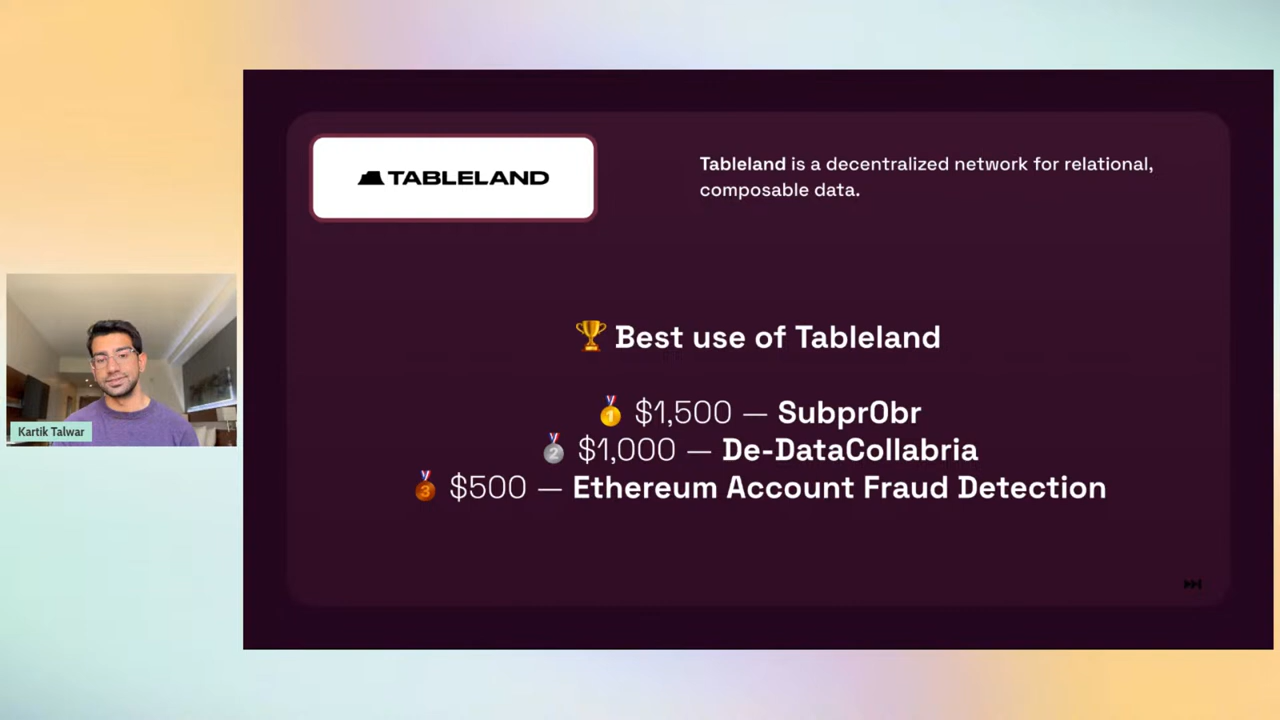 TABLELAND
Tableland is a decentralized network for relational,
composable data.
🏆 Best use of Tableland
🥇 $1,500 — Subpr0br
🥈 $1,000 — De-DataCollabria
🥉 $500 — Ethereum Account Fraud Detection
Kartik Talwar